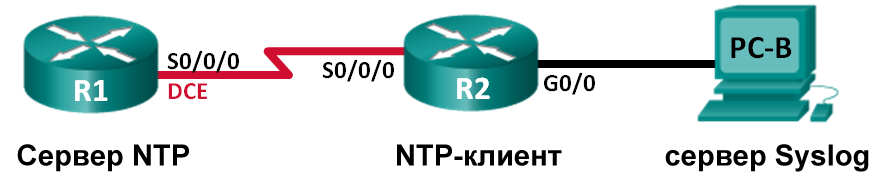 R1
S0/0/0
DCE
S0/0/0
R2
G0/0
PC-B
Сервер NTP
NTP-клиент
сервер Syslog